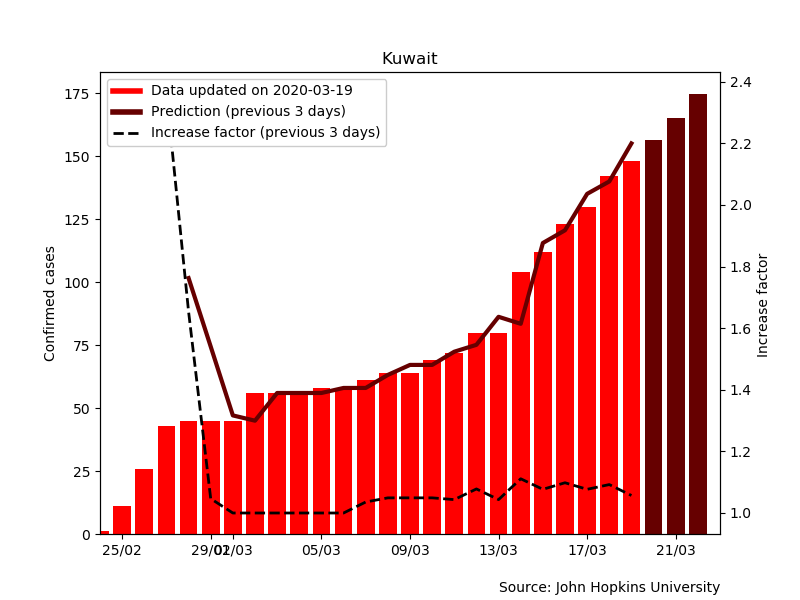 Kuwait
Data updated on 2020-03-19
Prediction (previous 3 days)
Increase factor (previous 3 days)
Confirmed cases
175
150
125
100
75
50
25
0
2.4
2.2
2.0
1.8
1.6
1.4
1.2
1.0
Increase factor
25/02 29/02 01/03 05/03 09/03 13/03 17/03 21/03
Source: John Hopkins University